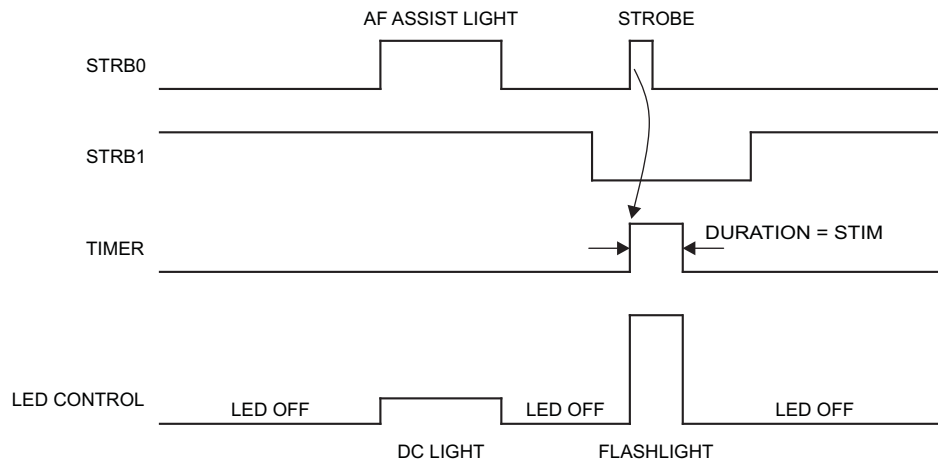 AF ASSIST LIGHT STROBE
STRB0
STRB1
TIMER
DURATION = STIM
LED CONTROL
LED OFF LED OFF LED OFF
DC LIGHT FLASHLIGHT